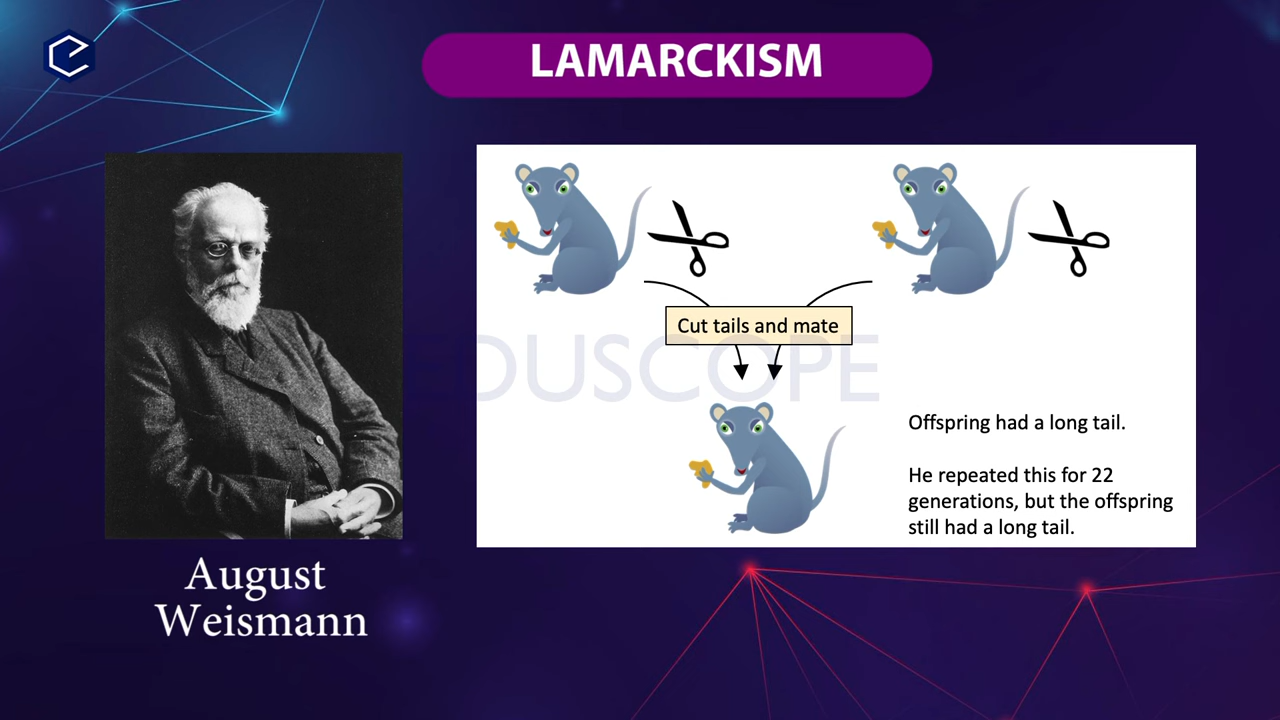 LAMARCKISM
Cut tails and mate
DUSCOPE
Offspring had a long tail.
He repeated this for 22
generations, but the offspring
still had a long tail.
August
Weismann